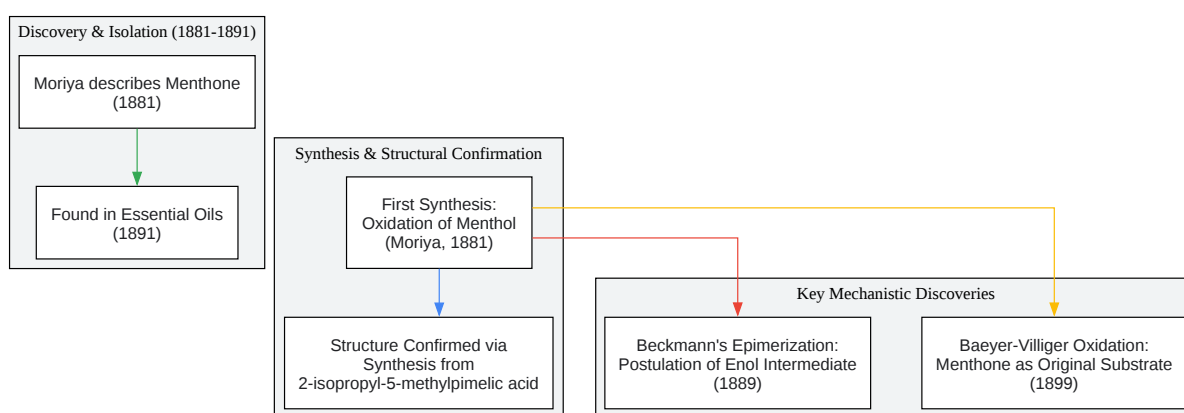 Discovery & Isolation (1881-1891)
Moriya describes Menthone
(1881)
Found in Essential Oils
(1891)
Synthesis & Structural Confirmation
First Synthesis:
Oxidation of Menthol
(Moriya, 1881)
Structure Confirmed via
Synthesis from
2-isopropyl-5-methylpimelic acid
Key Mechanistic Discoveries
Beckmann's Epimerization:
Postulation of Enol Intermediate
(1889)
Baeyer-Villiger Oxidation:
Menthone as Original Substrate
(1899)